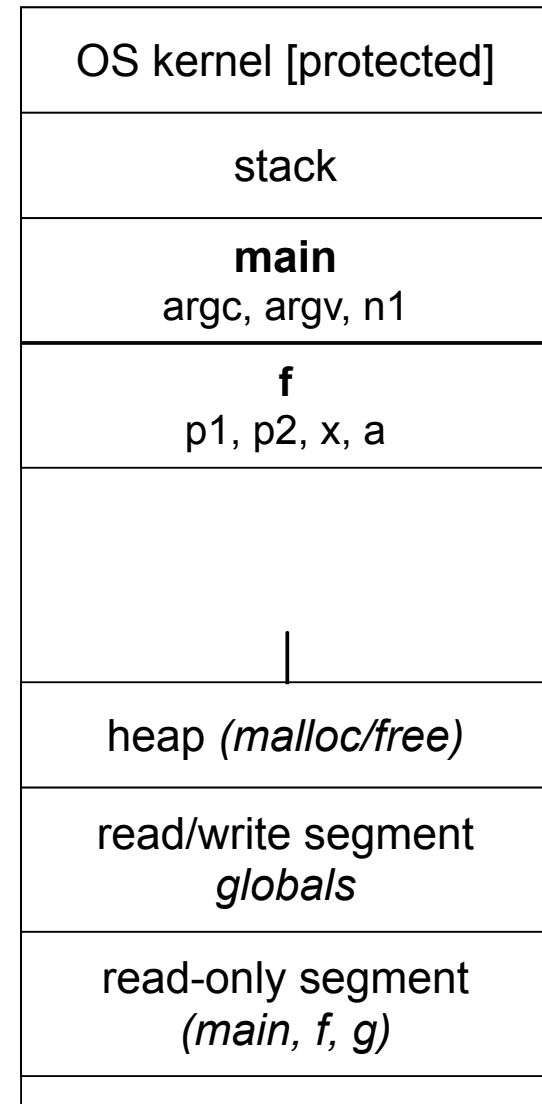 OS kernel [protected]
stack
main
argc, argv, n1
f
p1, p2, x, a
heap (malloc/free)
read/write segment
globals
read-only segment
(main, f, g)